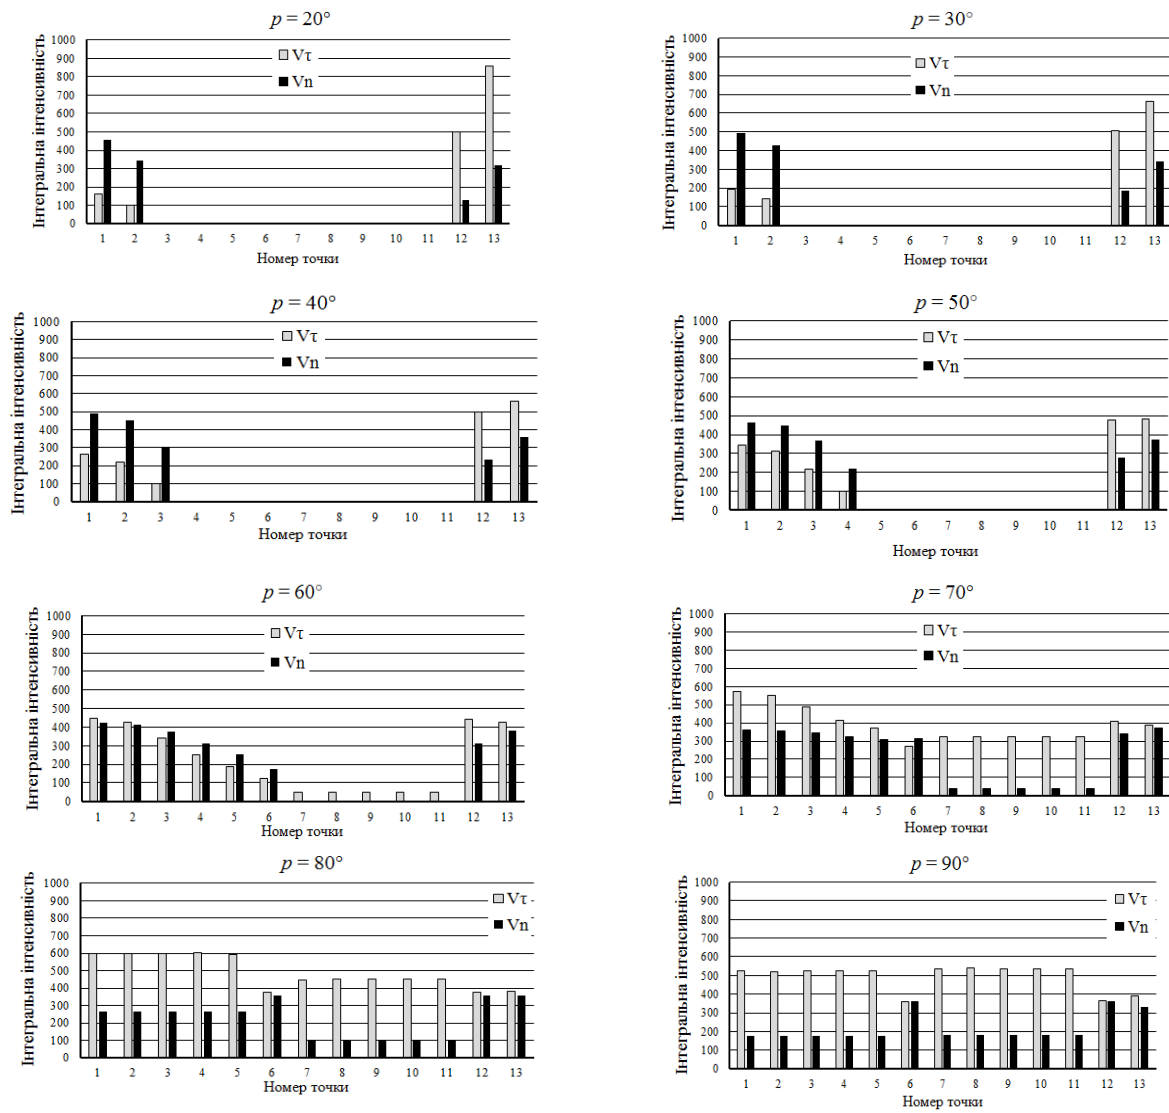 p = 20°
Інтегральна інтенсивність
1000
900
800
700
600
500
400
300
200
100
0
Vτ
Vn
1 2 3 4 5 6 7 8 9 10 11 12 13
Номер точки
p = 30°
Інтегральна інтенсивність
1000
900
800
700
600
500
400
300
200
100
0
Vτ
Vn
1 2 3 4 5 6 7 8 9 10 11 12 13
Номер точки
p = 40°
Інтегральна інтенсивність
1000
900
800
700
600
500
400
300
200
100
0
Vτ
Vn
1 2 3 4 5 6 7 8 9 10 11 12 13
Номер точки
p = 50°
Інтегральна інтенсивність
1000
900
800
700
600
500
400
300
200
100
0
Vτ
Vn
1 2 3 4 5 6 7 8 9 10 11 12 13
Номер точки
p = 60°
Інтегральна інтенсивність
1000
900
800
700
600
500
400
300
200
100
0
Vτ
Vn
1 2 3 4 5 6 7 8 9 10 11 12 13
Номер точки
p = 70°
Інтегральна інтенсивність
1000
900
800
700
600
500
400
300
200
100
0
Vτ
Vn
1 2 3 4 5 6 7 8 9 10 11 12 13
Номер точки
p = 80°
Інтегральна інтенсивність
1000
900
800
700
600
500
400
300
200
100
0
Vτ
Vn
1 2 3 4 5 6 7 8 9 10 11 12 13
Номер точки
p = 90°
Інтегральна інтенсивність
1000
900
800
700
600
500
400
300
200
100
0
Vτ
Vn
1 2 3 4 5 6 7 8 9 10 11 12 13
Номер точки